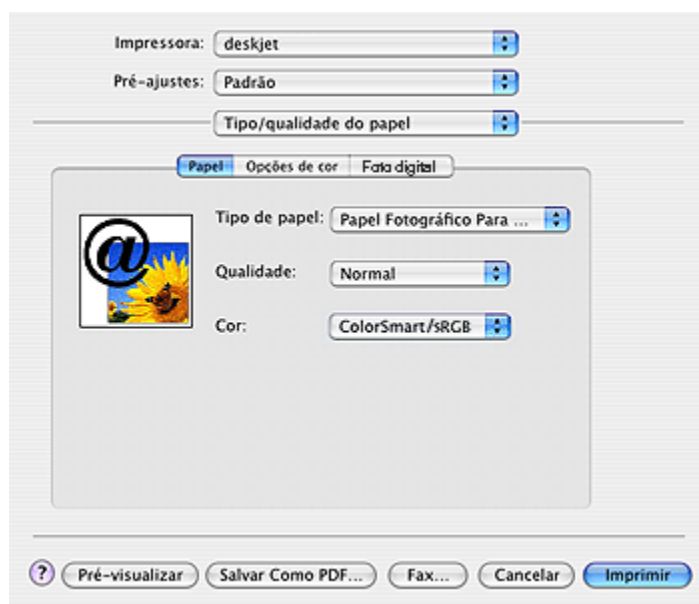 Impressora: deskjet
Pré-ajustes: Padrão
Tipo/qualidade do papel
Papel Opções de cor Foto digital
@
Tipo de papel: Papel Fotográfico Para ...
Qualidade: Normal
Cor: ColorSmart/sRGB
? Pré-visualizar Salvar Como PDF... Fax... Cancelar Imprimir